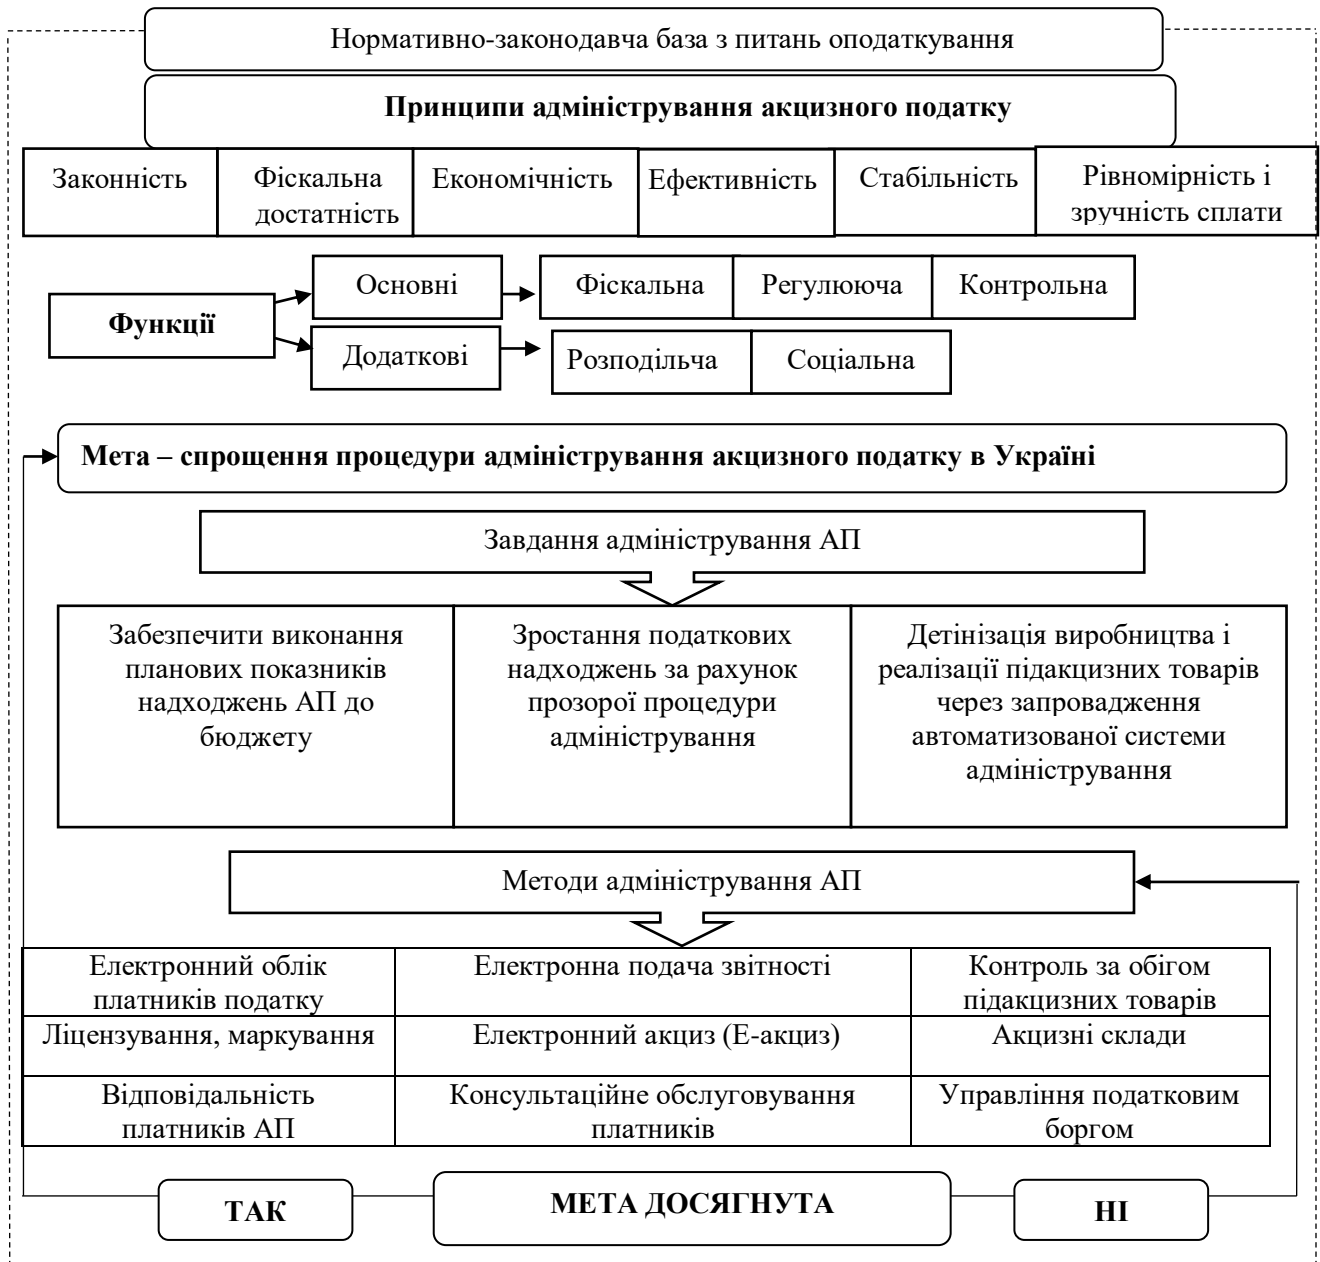 Нормативно-законодавча база з питань оподаткування
Принципи адміністрування акцизного податку
Законність
Фіскальна
достатність
Економічність
Ефективність
Стабільність
Рівномірність і
зручність сплати
Функції
Основні
Фіскальна
Регулююча
Контрольна
Додаткові
Розподільча
Соціальна
Мета – спрощення процедури адміністрування акцизного податку в Україні
Завдання адміністрування АП
Забезпечити виконання
планових показників
надходжень АП до
бюджету
Зростання податкових
надходжень за рахунок
прозорої процедури
адміністрування
Детінізація виробництва і
реалізації підакцизних товарів
через запровадження
автоматизованої системи
адміністрування
Методи адміністрування АП
Електронний облік
платників податку
Електронна подача звітності
Контроль за обігом
підакцизних товарів
Ліцензування, маркування
Електронний акциз (Е-акциз)
Акцизні склади
Відповідальність
платників АП
Консультаційне обслуговування
платників
Управління податковим
боргом
ТАК
МЕТА ДОСЯГНУТА
НІ